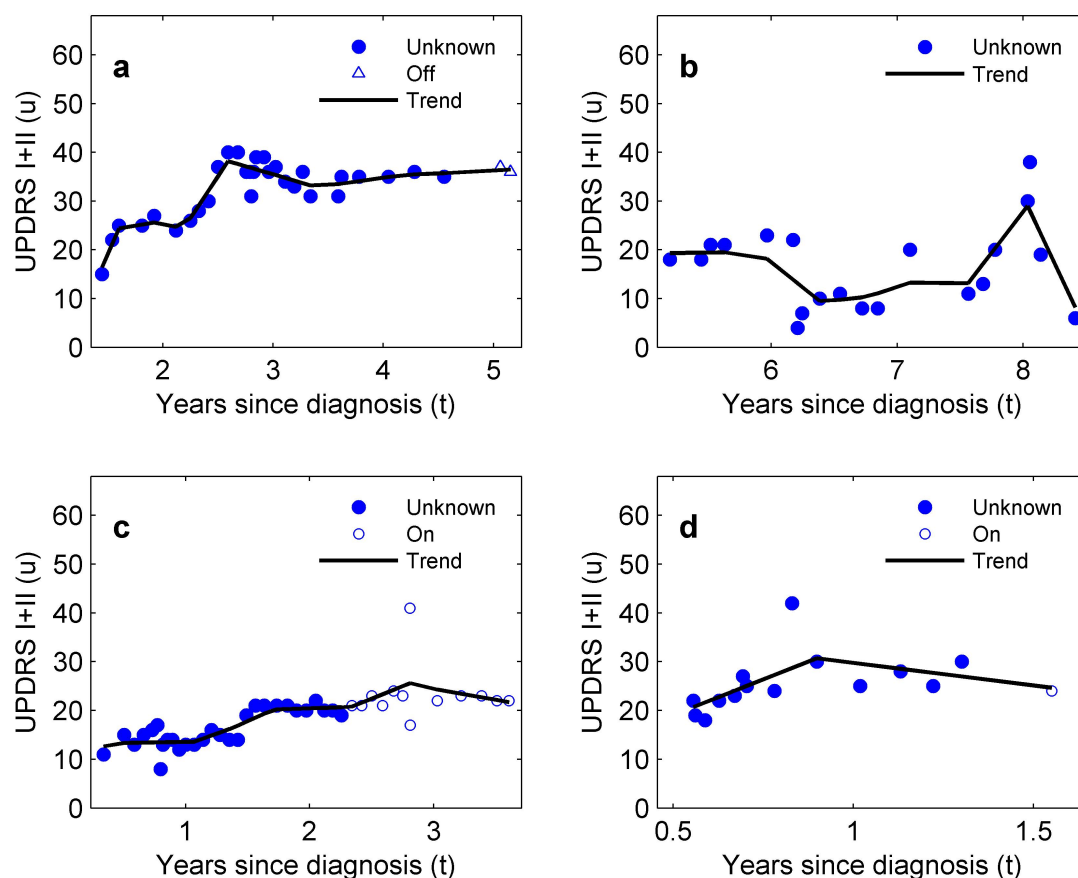 a
Unknown
Off
Trend
UPDRS I+II (u)
0
10
20
30
40
50
60
2
3
4
5
Years since diagnosis (t)
b
Unknown
Trend
UPDRS I+II (u)
0
10
20
30
40
50
60
6
7
8
Years since diagnosis (t)
c
Unknown
On
Trend
UPDRS I+II (u)
0
10
20
30
40
50
60
1
2
3
Years since diagnosis (t)
d
Unknown
On
Trend
UPDRS I+II (u)
0
10
20
30
40
50
60
0.5
1
1.5
Years since diagnosis (t)